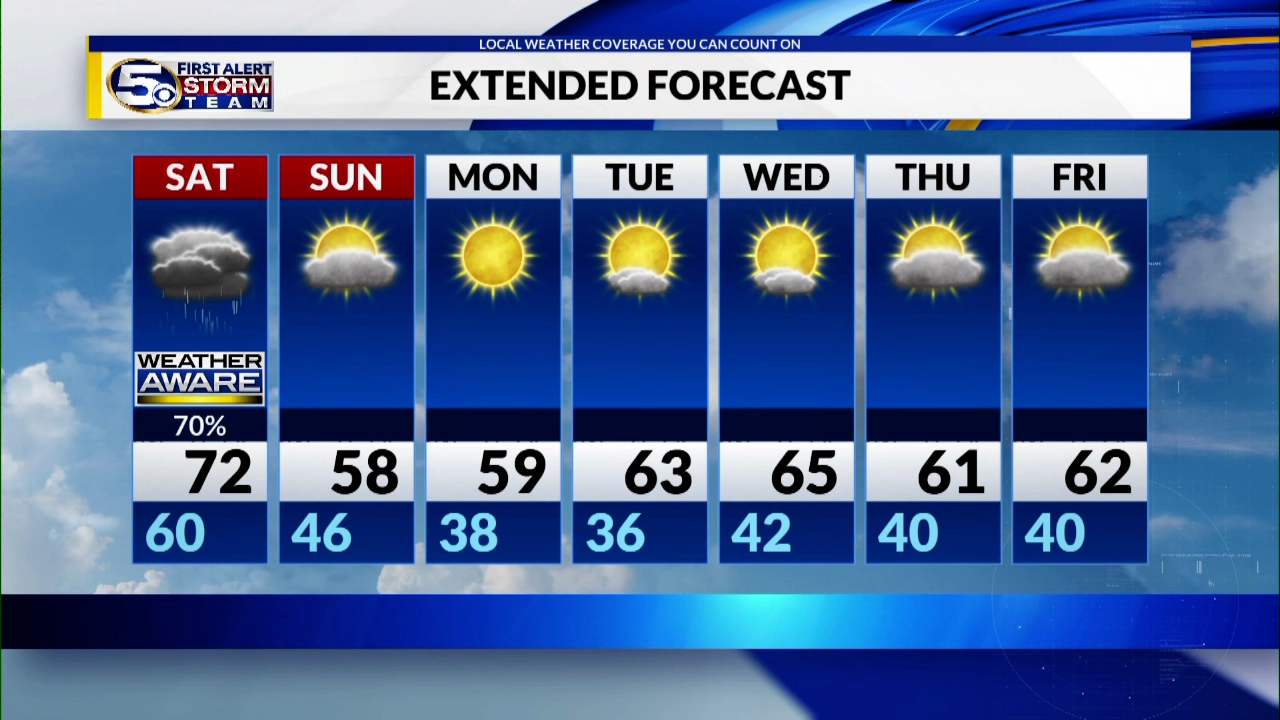 LOCAL WEATHER COVERAGE YOU CAN COUNT ON
5 FIRST ALERT
STORM
TEAM
EXTENDED FORECAST
SAT SUN MON TUE WED THU FRI
WEATHER
AWARE
70%
72 58 59 63 65 61 62
60 46 38 36 42 40 40